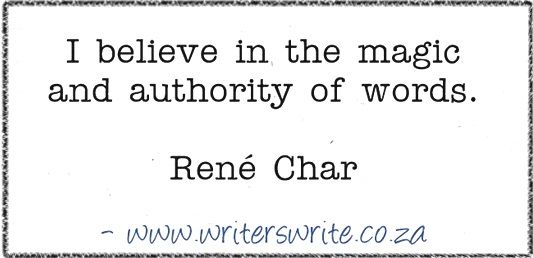 I believe in the magic
and authority of words.
René Char
- www.writerswrite.co.za